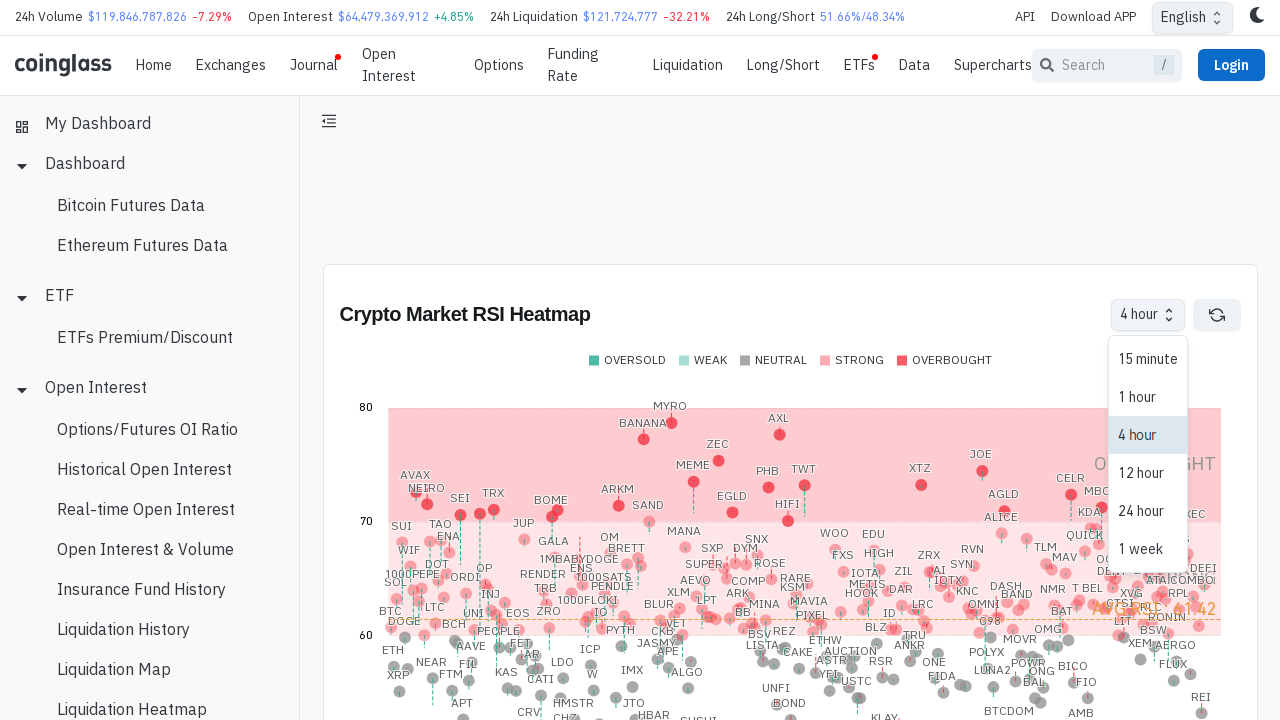 24h Volume $119,846,787,826 -7.29% Open Interest $64,479,369,912 +4.85% 24h Liquidation $121,724,777 -32.21% 24h Long/Short 51.66%/48.34% API Download APP English
coinglass Home Exchanges Journal Open Interest Options Funding Rate Liquidation Long/Short ETFs Data Supercharts Search / Login
My Dashboard
Dashboard
Bitcoin Futures Data
Ethereum Futures Data
ETF
ETFs Premium/Discount
Open Interest
Options/Futures OI Ratio
Historical Open Interest
Real-time Open Interest
Open Interest & Volume
Insurance Fund History
Liquidation History
Liquidation Map
Liquidation Heatmap
Crypto Market RSI Heatmap
4 hour
15 minute
1 hour
4 hour
12 hour
24 hour
1 week
OVERSOLD WEAK NEUTRAL STRONG OVERBOUGHT
80
MYRO
BANANA AXL
ZEC
JOE
AVAX MEME PHB TWT XTZ CELR
NEIRO SEI TRX BOME ARKM SAND EGLD HIFI AGLD
70
SUI TAO ENA JUP GALA OM MANA SNX WOO EDU ALICE KDA QUICK
WIF DOT OP 1MBABYDOGE BRETT SXP DYM FXS HIGH ZRX RVN TLM MAV
1000PEPE ORDI RENDER ENS 1000SATS SUPER ROSE IOTA ZIL AI SYN DEFI
SOL INJ TRB PENDLE AEVO COMP RARE KSM METIS DAR IDTX KNC DASH NMR T BEL ATA COMBO
BTC LTC UNI EOS ZRO 1000FLOKI IO XLM LPT ARK MINA MAVIA HOOK LRC OMNI BAND BAT XVG RPL
DOGE BCH PEOPLE PYTH BLUR VET BB PIXEL BLZ ID C98 OMG LIT RONIN
60
ETH AAVE FET CKB JASMY APE BSV LISTA REZ CAKE ETHW TRU ANKR POLYX MOVR XEM BSW AERGO
XRP NEAR FTM FIL KAS AR LDO CATI ICP W IMX ALGO ASTR AUCTION YFI RSR ONE LUNA2 POWR ONG BICO FLUX
APT HMSTR JTO UNFI USTC FIDA BAL FIO REI
CRV BOND BTCDOM AMB